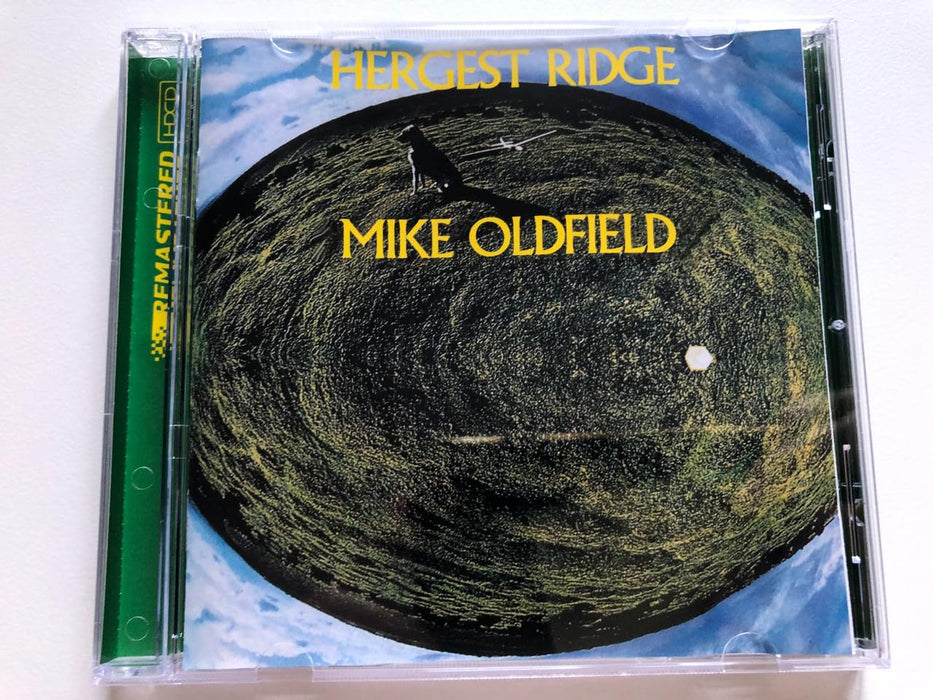 HERGEST RIDGE
MIKE OLDFIELD
REMASTERED HDCD